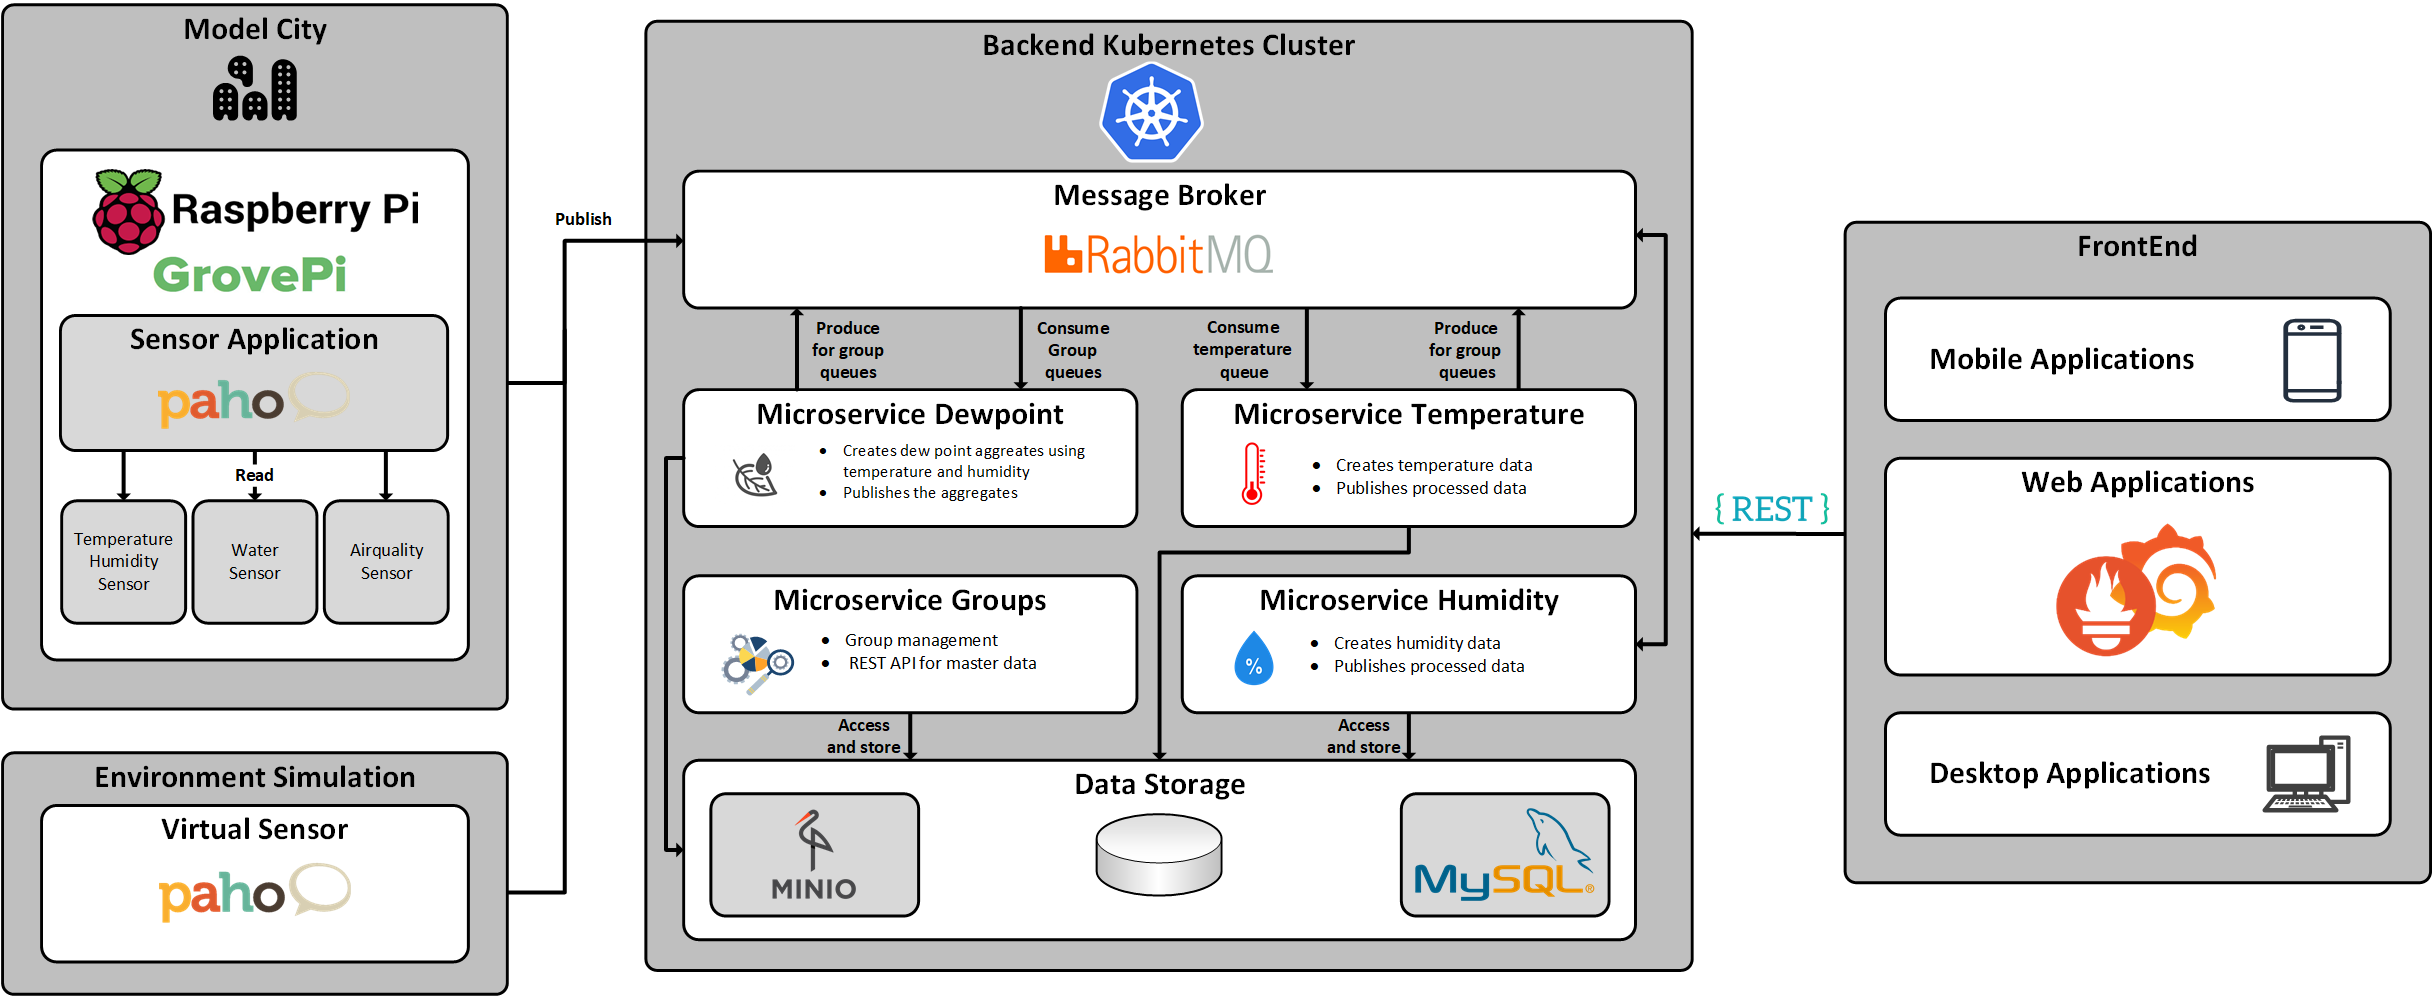 Model City
Raspberry Pi
GrovePi
Sensor Application
paho
Read
Temperature
Humidity
Sensor
Water
Sensor
Airquality
Sensor
Environment Simulation
Virtual Sensor
paho
Publish
Backend Kubernetes Cluster
Message Broker
RabbitMQ
Produce
for group
queues
Consume
Group
queues
Consume
temperature
queue
Produce
for group
queues
Microservice Dewpoint
• Creates dew point aggreates using
temperature and humidity
• Publishes the aggregates
Microservice Temperature
• Creates temperature data
• Publishes processed data
Microservice Groups
• Group management
• REST API for master data
Microservice Humidity
%
• Creates humidity data
• Publishes processed data
Access
and store
Access
and store
Data Storage
MINIO
MySQL®
{ REST }
FrontEnd
Mobile Applications
Web Applications
Desktop Applications